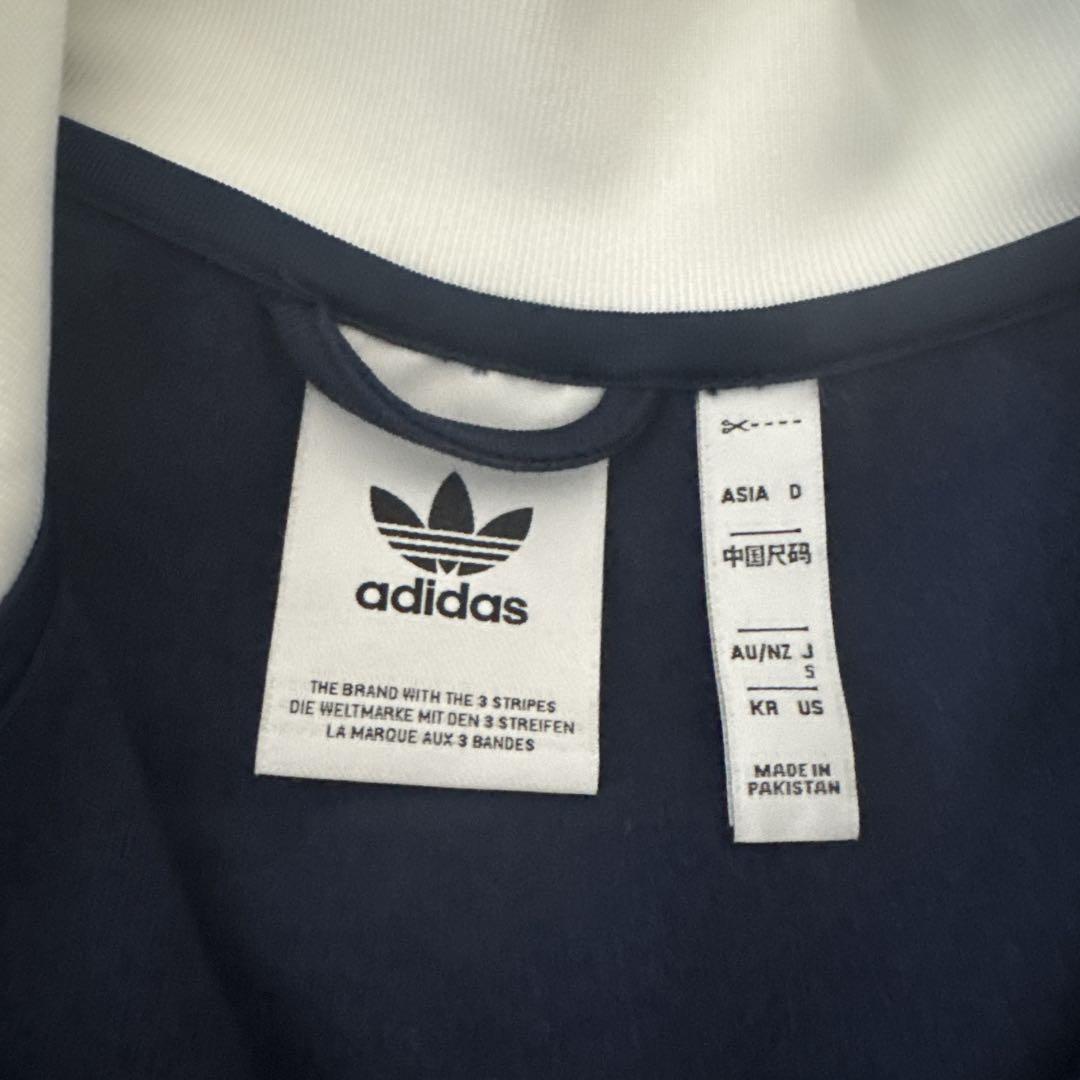 adidas
THE BRAND WITH THE 3 STRIPES
DIE WELTMARKE MIT DEN 3 STREIFEN
LA MARQUE AUX 3 BANDES
ASIA D
中国尺码
AU/NZ J
S
KR US
MADE IN
PAKISTAN